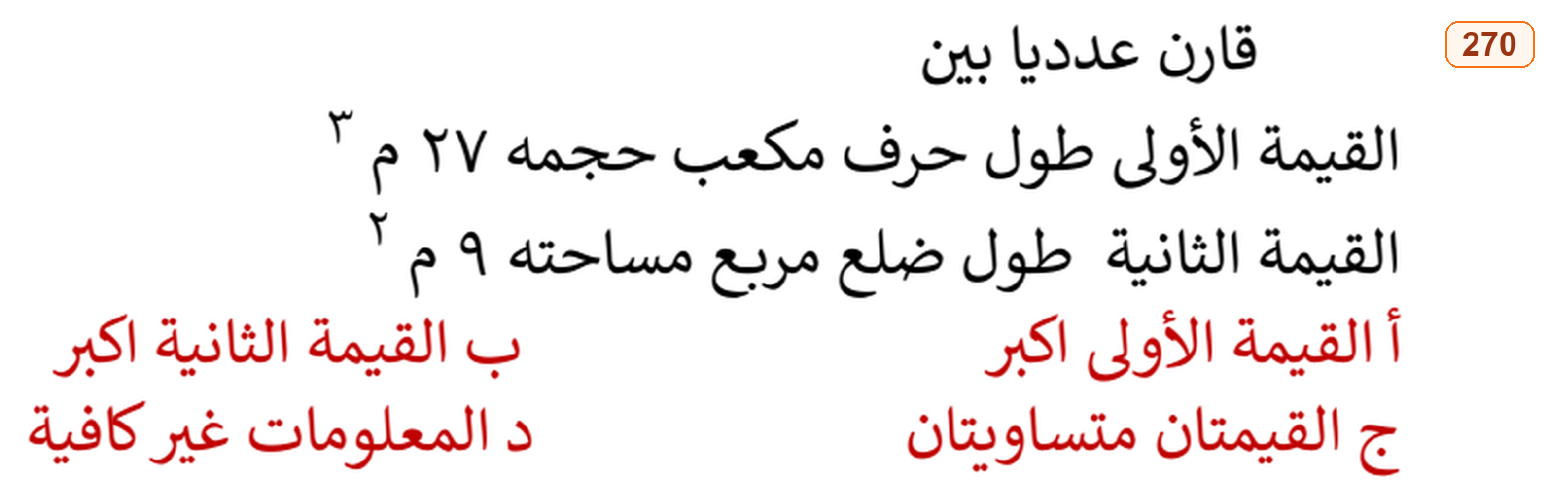 270
قارن عدديا بين
القيمة الأولى طول حرف مكعب حجمه ٢٧ م ٣
القيمة الثانية طول ضلع مربع مساحته ٩ م ٢
أ القيمة الأولى اكبر ب القيمة الثانية اكبر
ج القيمتان متساويتان د المعلومات غير كافية